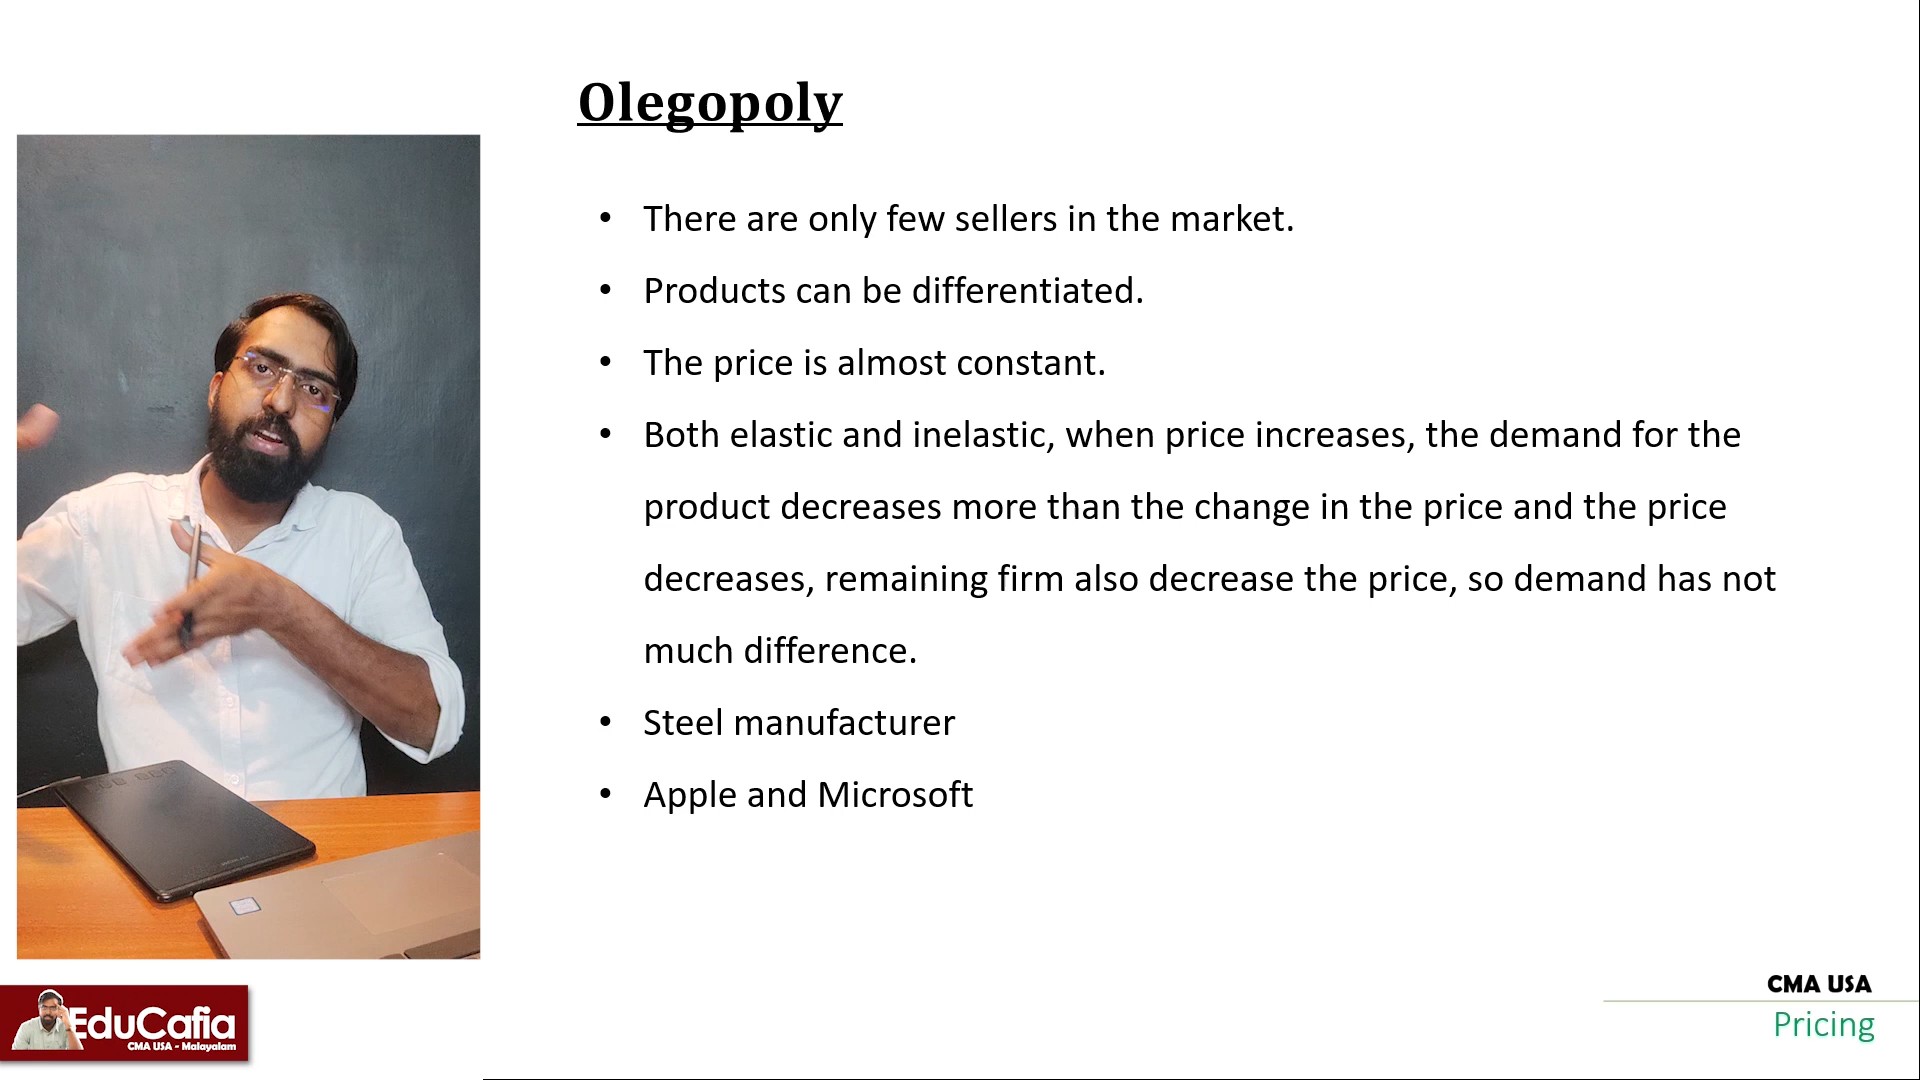 Olegopoly
• There are only few sellers in the market.
• Products can be differentiated.
• The price is almost constant.
• Both elastic and inelastic, when price increases, the demand for the
product decreases more than the change in the price and the price
decreases, remaining firm also decrease the price, so demand has not
much difference.
• Steel manufacturer
• Apple and Microsoft
EduCafia
CMA USA - Malayalam
CMA USA
Pricing